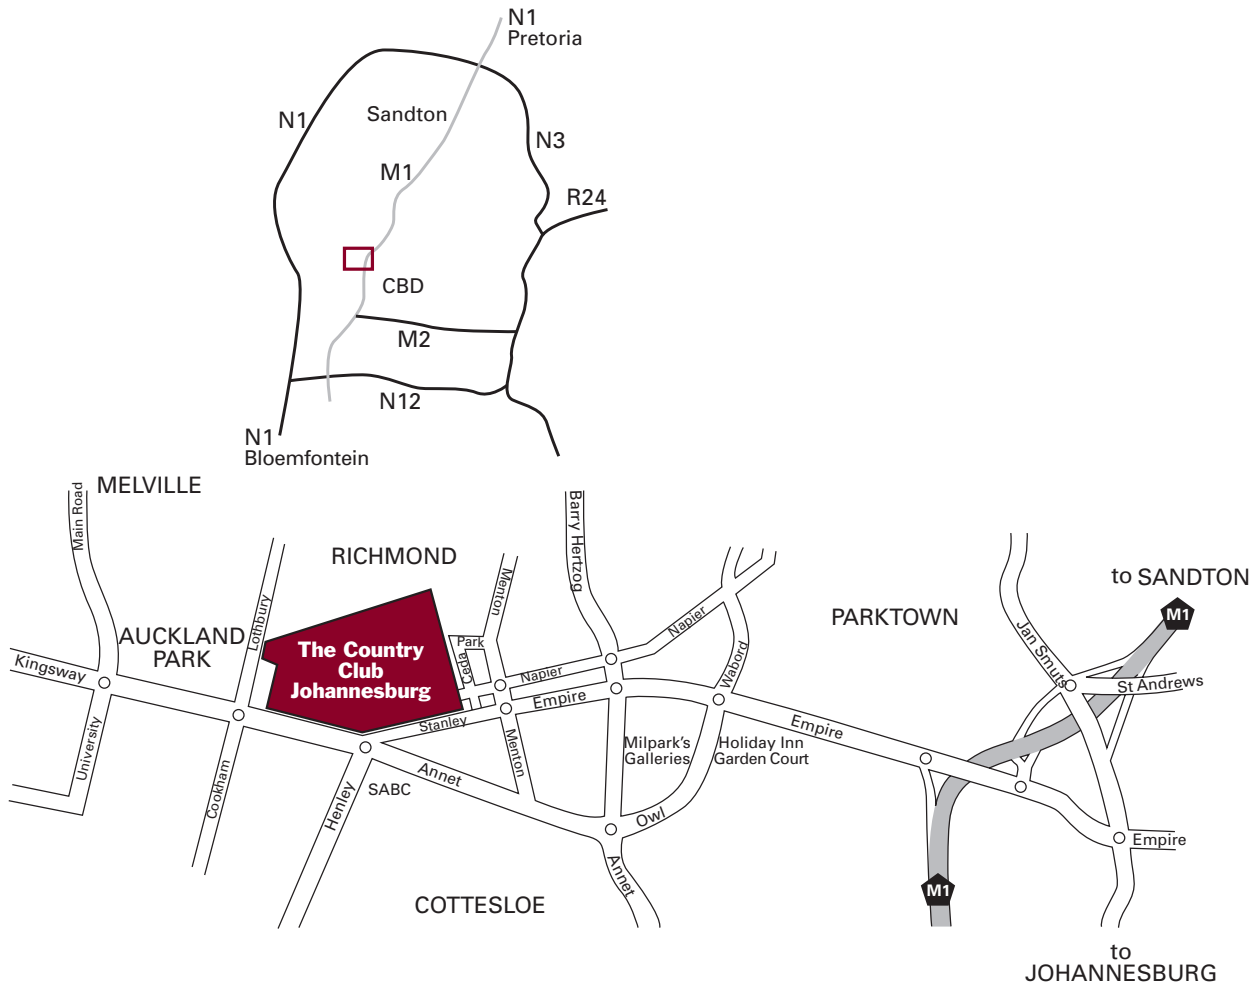 N1
Pretoria
N1
Sandton
N3
M1
R24
CBD
M2
N12
N1
Bloemfontein
MELVILLE
Main Road
Barry Hertzog
RICHMOND
to SANDTON
M1
Menton
Lothbury
PARKTOWN
Napier
AUCKLAND
PARK
Jan Smuts
The Country
Club
Johannesburg
Park
Cepa
Kingsway
Napier
Wabord
St Andrews
Empire
Stanley
Empire
University
Menton
Milpark's
Galleries
Holiday Inn
Garden Court
Cookham
Henley
Annet
SABC
Owl
Empire
Annet
M1
COTTESLOE
to
JOHANNESBURG